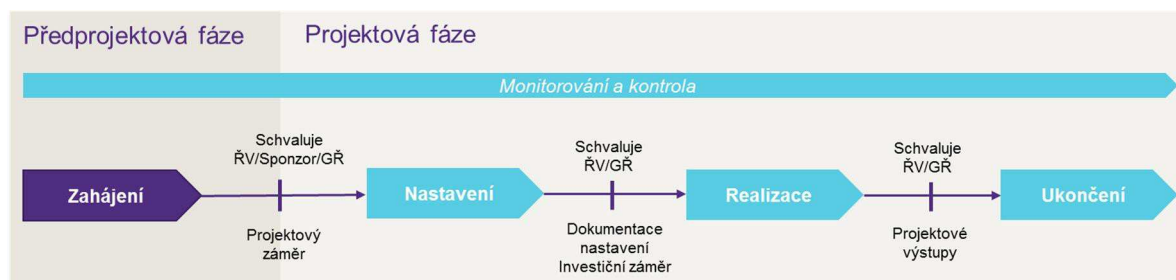 Předprojektová fáze
Projektová fáze
Monitorování a kontrola
Schvaluje
ŘV/Sponzor/GŘ
Schvaluje
ŘV/GŘ
Schvaluje
ŘV/GŘ
Zahájení
Nastavení
Realizace
Ukončení
Projektový
záměr
Dokumentace
nastavení
Investiční záměr
Projektové
výstupy